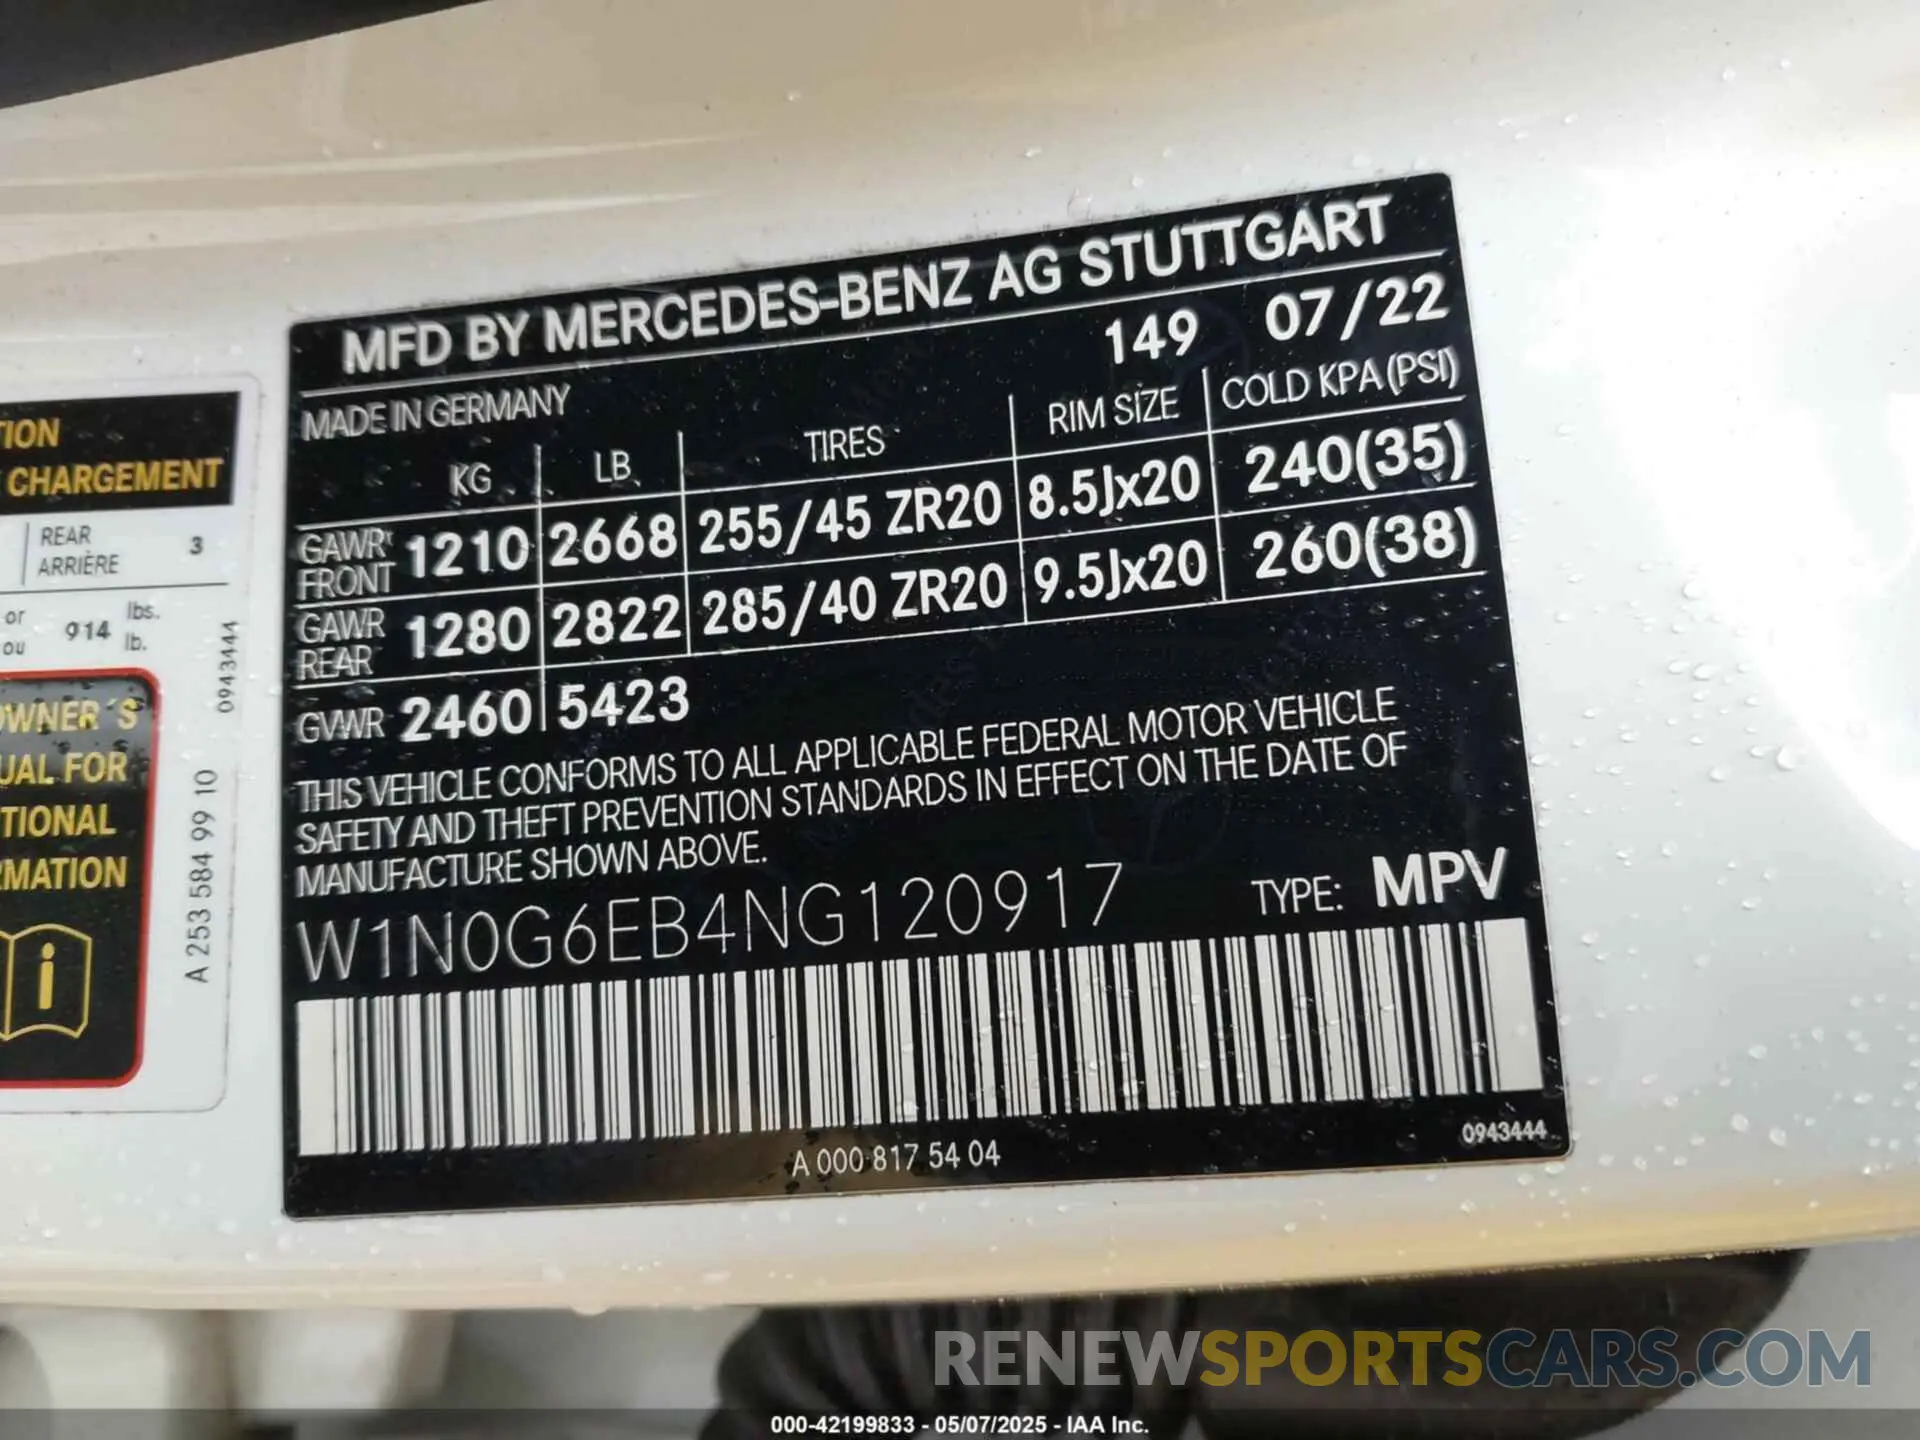 TION
CHARGEMENT
REAR 3
ARRIÈRE
or
ou 914 lbs.
lb.
OWNER´S
UAL FOR
TIONAL
RMATION
i
0943444
A 253 584 99 10
MFD BY MERCEDES-BENZ AG STUTTGART
MADE IN GERMANY 149 07/22
KG LB TIRES RIM SIZE COLD KPA (PSI)
GAWR FRONT 1210 2668 255/45 ZR20 8.5Jx20 240(35)
GAWR REAR 1280 2822 285/40 ZR20 9.5Jx20 260(38)
GVWR 2460 5423
THIS VEHICLE CONFORMS TO ALL APPLICABLE FEDERAL MOTOR VEHICLE
SAFETY AND THEFT PREVENTION STANDARDS IN EFFECT ON THE DATE OF
MANUFACTURE SHOWN ABOVE.
W1N0G6EB4NG120917 TYPE: MPV
A 000 817 54 04
0943444
RENEWSPORTSCARS.COM
000-42199833 - 05/07/2025 - IAA Inc.